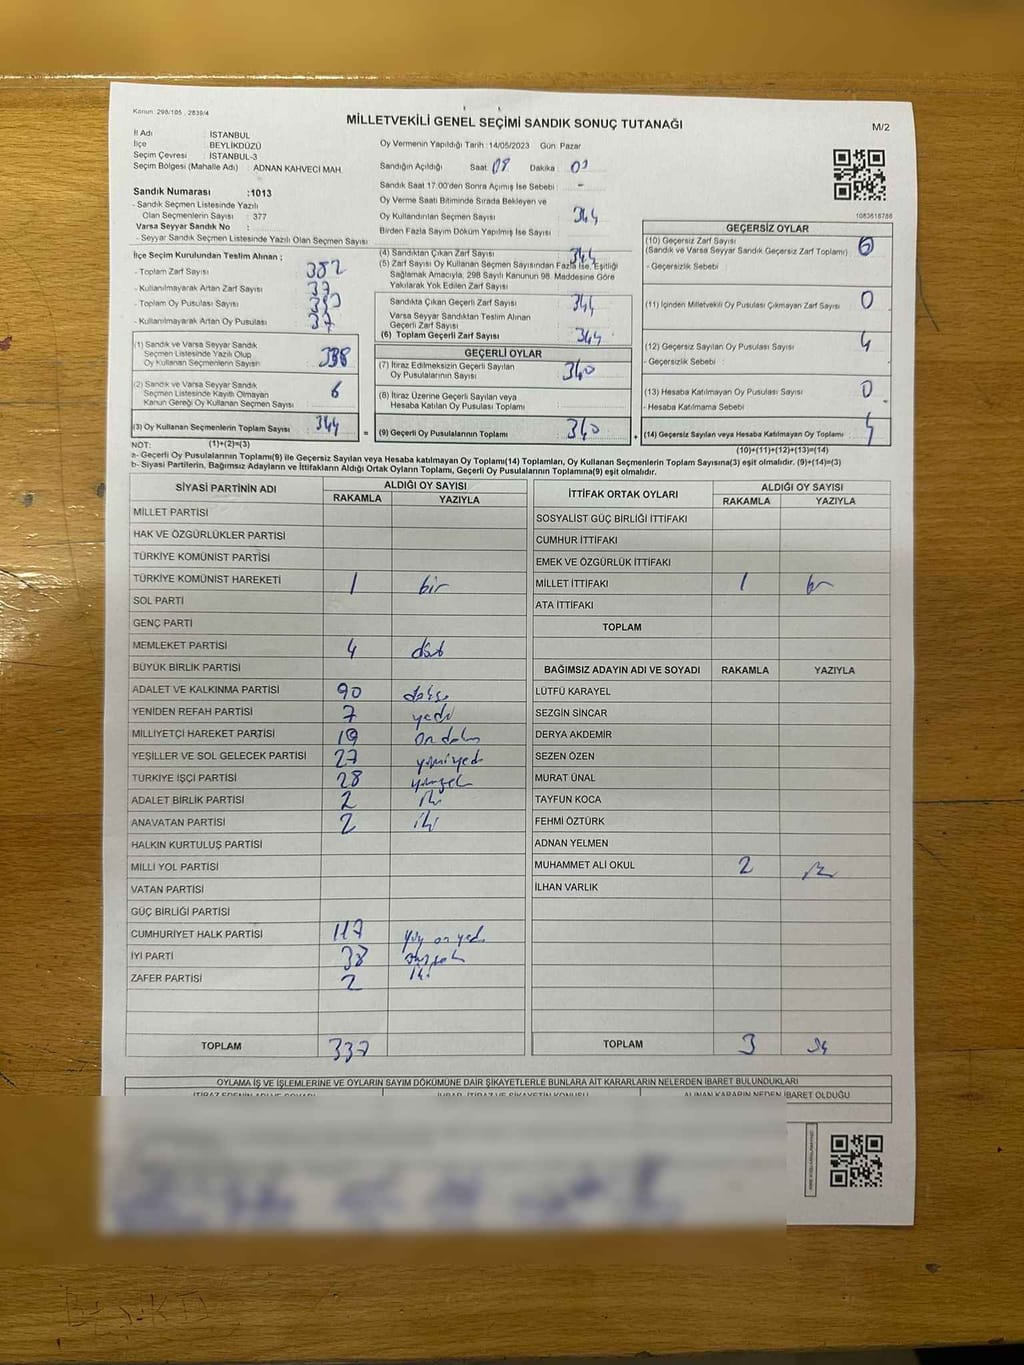 Kanun: 298/105 , 2839/4
MİLLETVEKİLİ GENEL SEÇİMİ SANDIK SONUÇ TUTANAĞI
M/2
İl Adı : İSTANBUL
İlçe : BEYLİKDÜZÜ
Seçim Çevresi : İSTANBUL-3
Seçim Bölgesi (Mahalle Adı) : ADNAN KAHVECİ MAH.
Sandık Numarası :1013
- Sandık Seçmen Listesinde Yazılı
Olan Seçmenlerin Sayısı : 377
Varsa Seyyar Sandık No :
- Seyyar Sandık Seçmen Listesinde Yazılı Olan Seçmen Sayısı
İlçe Seçim Kurulundan Teslim Alınan ;
- Toplam Zarf Sayısı 382
- Kullanılmayarak Artan Zarf Sayısı :
- Toplam Oy Pusulası Sayısı
- Kullanılmayarak Artan Oy Pusulası : 37
(1) Sandık ve Varsa Seyyar Sandık
Seçmen Listesinde Yazılı Olup
Oy Kullanan Seçmenlerin Sayısı 338
(2) Sandık ve Varsa Seyyar Sandık
Seçmen Listesinde Kayıtlı Olmayan
Kanun Gereği Oy Kullanan Seçmen Sayısı : 6
(3) Oy Kullanan Seçmenlerin Toplam Sayısı : 344
Oy Vermenin Yapıldığı Tarih :14/05/2023 Gün: Pazar
Sandığın Açıldığı Saat : 08 Dakika :
Sandık Saat 17:00'den Sonra Açımış İse Sebebi : -
Oy Verme Saati Bitiminde Sırada Bekleyen ve
Oy Kullandırılan Seçmen Sayısı : 344
Birden Fazla Sayım Döküm Yapılmış İse Sayısı :
(4) Sandıktan Çıkan Zarf Sayısı : 344
(5) Zarf Sayısı Oy Kullanan Seçmen Sayısından Fazla İse, Eşitliği
Sağlamak Amacıyla, 298 Sayılı Kanunun 98. Maddesine Göre
Yakılarak Yok Edilen Zarf Sayısı :
Sandıkta Çıkan Geçerli Zarf Sayısı : 344
Varsa Seyyar Sandıktan Teslim Alınan
Geçerli Zarf Sayısı :
(6) Toplam Geçerli Zarf Sayısı : 344
GEÇERLİ OYLAR
(7) İtiraz Edilmeksizin Geçerli Sayılan
Oy Pusulalarının Sayısı : 340
(8) İtiraz Üzerine Geçerli Sayılan veya
Hesaba Katılan Oy Pusulası Toplamı :
= (9) Geçerli Oy Pusulalarının Toplamı : 340 +
1083618786
GEÇERSİZ OYLAR
(10) Geçersiz Zarf Sayısı
(Sandık ve Varsa Seyyar Sandık Geçersiz Zarf Toplamı) :
- Geçersizlik Sebebi :
(11) İçinden Milletvekili Oy Pusulası Çıkmayan Zarf Sayısı : 0
(12) Geçersiz Sayılan Oy Pusulası Sayısı : 4
- Geçersizlik Sebebi :
(13) Hesaba Katılmayan Oy Pusulası Sayısı : 0
- Hesaba Katılmama Sebebi :
(14) Geçersiz Sayılan veya Hesaba Katılmayan Oy Toplamı : 4
NOT: (1)+(2)=(3) (10)+(11)+(12)+(13)=(14)
a- Geçerli Oy Pusulalarının Toplamı(9) ile Geçersiz Sayılan veya Hesaba katılmayan Oy Toplamı(14) Toplamları, Oy Kullanan Seçmenlerin Toplam Sayısına(3) eşit olmalıdır. (9)+(14)=(3)
b- Siyasi Partilerin, Bağımsız Adayların ve İttifakların Aldığı Ortak Oyların Toplamı, Geçerli Oy Pusulalarının Toplamına(9) eşit olmalıdır.
SİYASİ PARTİNİN ADI ALDIĞI OY SAYISI
RAKAMLA YAZIYLA
MİLLET PARTİSİ
HAK VE ÖZGÜRLÜKLER PARTİSİ
TÜRKİYE KOMÜNİST PARTİSİ
TÜRKİYE KOMÜNİST HAREKETİ 1 bir
SOL PARTİ
GENÇ PARTİ
MEMLEKET PARTİSİ 4 dört
BÜYÜK BİRLİK PARTİSİ
ADALET VE KALKINMA PARTİSİ 90
YENİDEN REFAH PARTİSİ 7 yedi
MİLLİYETÇİ HAREKET PARTİSİ 19
YEŞİLLER VE SOL GELECEK PARTİSİ 27 yirmiyedi
TÜRKİYE İŞÇİ PARTİSİ 28
ADALET BİRLİK PARTİSİ 2
ANAVATAN PARTİSİ 2 iki
HALKIN KURTULUŞ PARTİSİ
MİLLİ YOL PARTİSİ
VATAN PARTİSİ
GÜÇ BİRLİĞİ PARTİSİ
CUMHURİYET HALK PARTİSİ 117 yüz on yedi
İYİ PARTİ 38
ZAFER PARTİSİ 2 iki
TOPLAM 337
İTTİFAK ORTAK OYLARI ALDIĞI OY SAYISI
RAKAMLA YAZIYLA
SOSYALİST GÜÇ BİRLİĞİ İTTİFAKI
CUMHUR İTTİFAKI
EMEK VE ÖZGÜRLÜK İTTİFAKI
MİLLET İTTİFAKI 1 bir
ATA İTTİFAKI
TOPLAM
BAĞIMSIZ ADAYIN ADI VE SOYADI RAKAMLA YAZIYLA
LÜTFÜ KARAYEL
SEZGİN SİNCAR
DERYA AKDEMİR
SEZEN ÖZEN
MURAT ÜNAL
TAYFUN KOCA
FEHMİ ÖZTÜRK
ADNAN YELMEN
MUHAMMET ALİ OKUL 2
İLHAN VARLIK
TOPLAM 3
OYLAMA İŞ VE İŞLEMLERİNE VE OYLARIN SAYIM DÖKÜMÜNE DAİR ŞİKAYETLERLE BUNLARA AİT KARARLARIN NELERDEN İBARET BULUNDUKLARI
ALINAN KARARIN NEDEN İBARET OLDUĞU